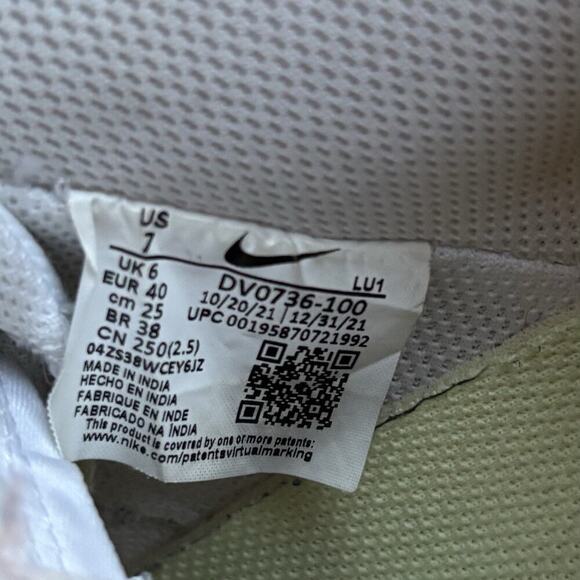 US
7
UK 6
EUR 40
cm 25
BR 38
CN 250(2.5)
04ZS38WCEY6JZ
MADE IN INDIA
HECHO EN INDIA
FABRIQUE EN INDE
FABRICADO NA ÍNDIA
This product is covered by one or more patents:
www.nike.com/patentsvirtualmarking
LU1
DV0736-100
10/20/21 | 12/31/21
UPC 00195870721992